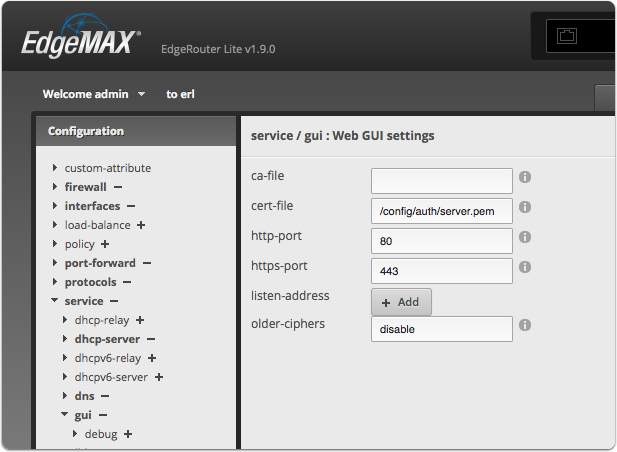 EdgeMAX®
EdgeRouter Lite v1.9.0
Welcome admin to erl
Configuration
custom-attribute
firewall −
interfaces −
load-balance +
policy +
port-forward −
protocols −
service −
dhcp-relay +
dhcp-server −
dhcpv6-relay +
dhcpv6-server +
dns −
gui −
debug +
service / gui : Web GUI settings
ca-file
cert-file /config/auth/server.pem
http-port 80
https-port 443
listen-address + Add
older-ciphers disable